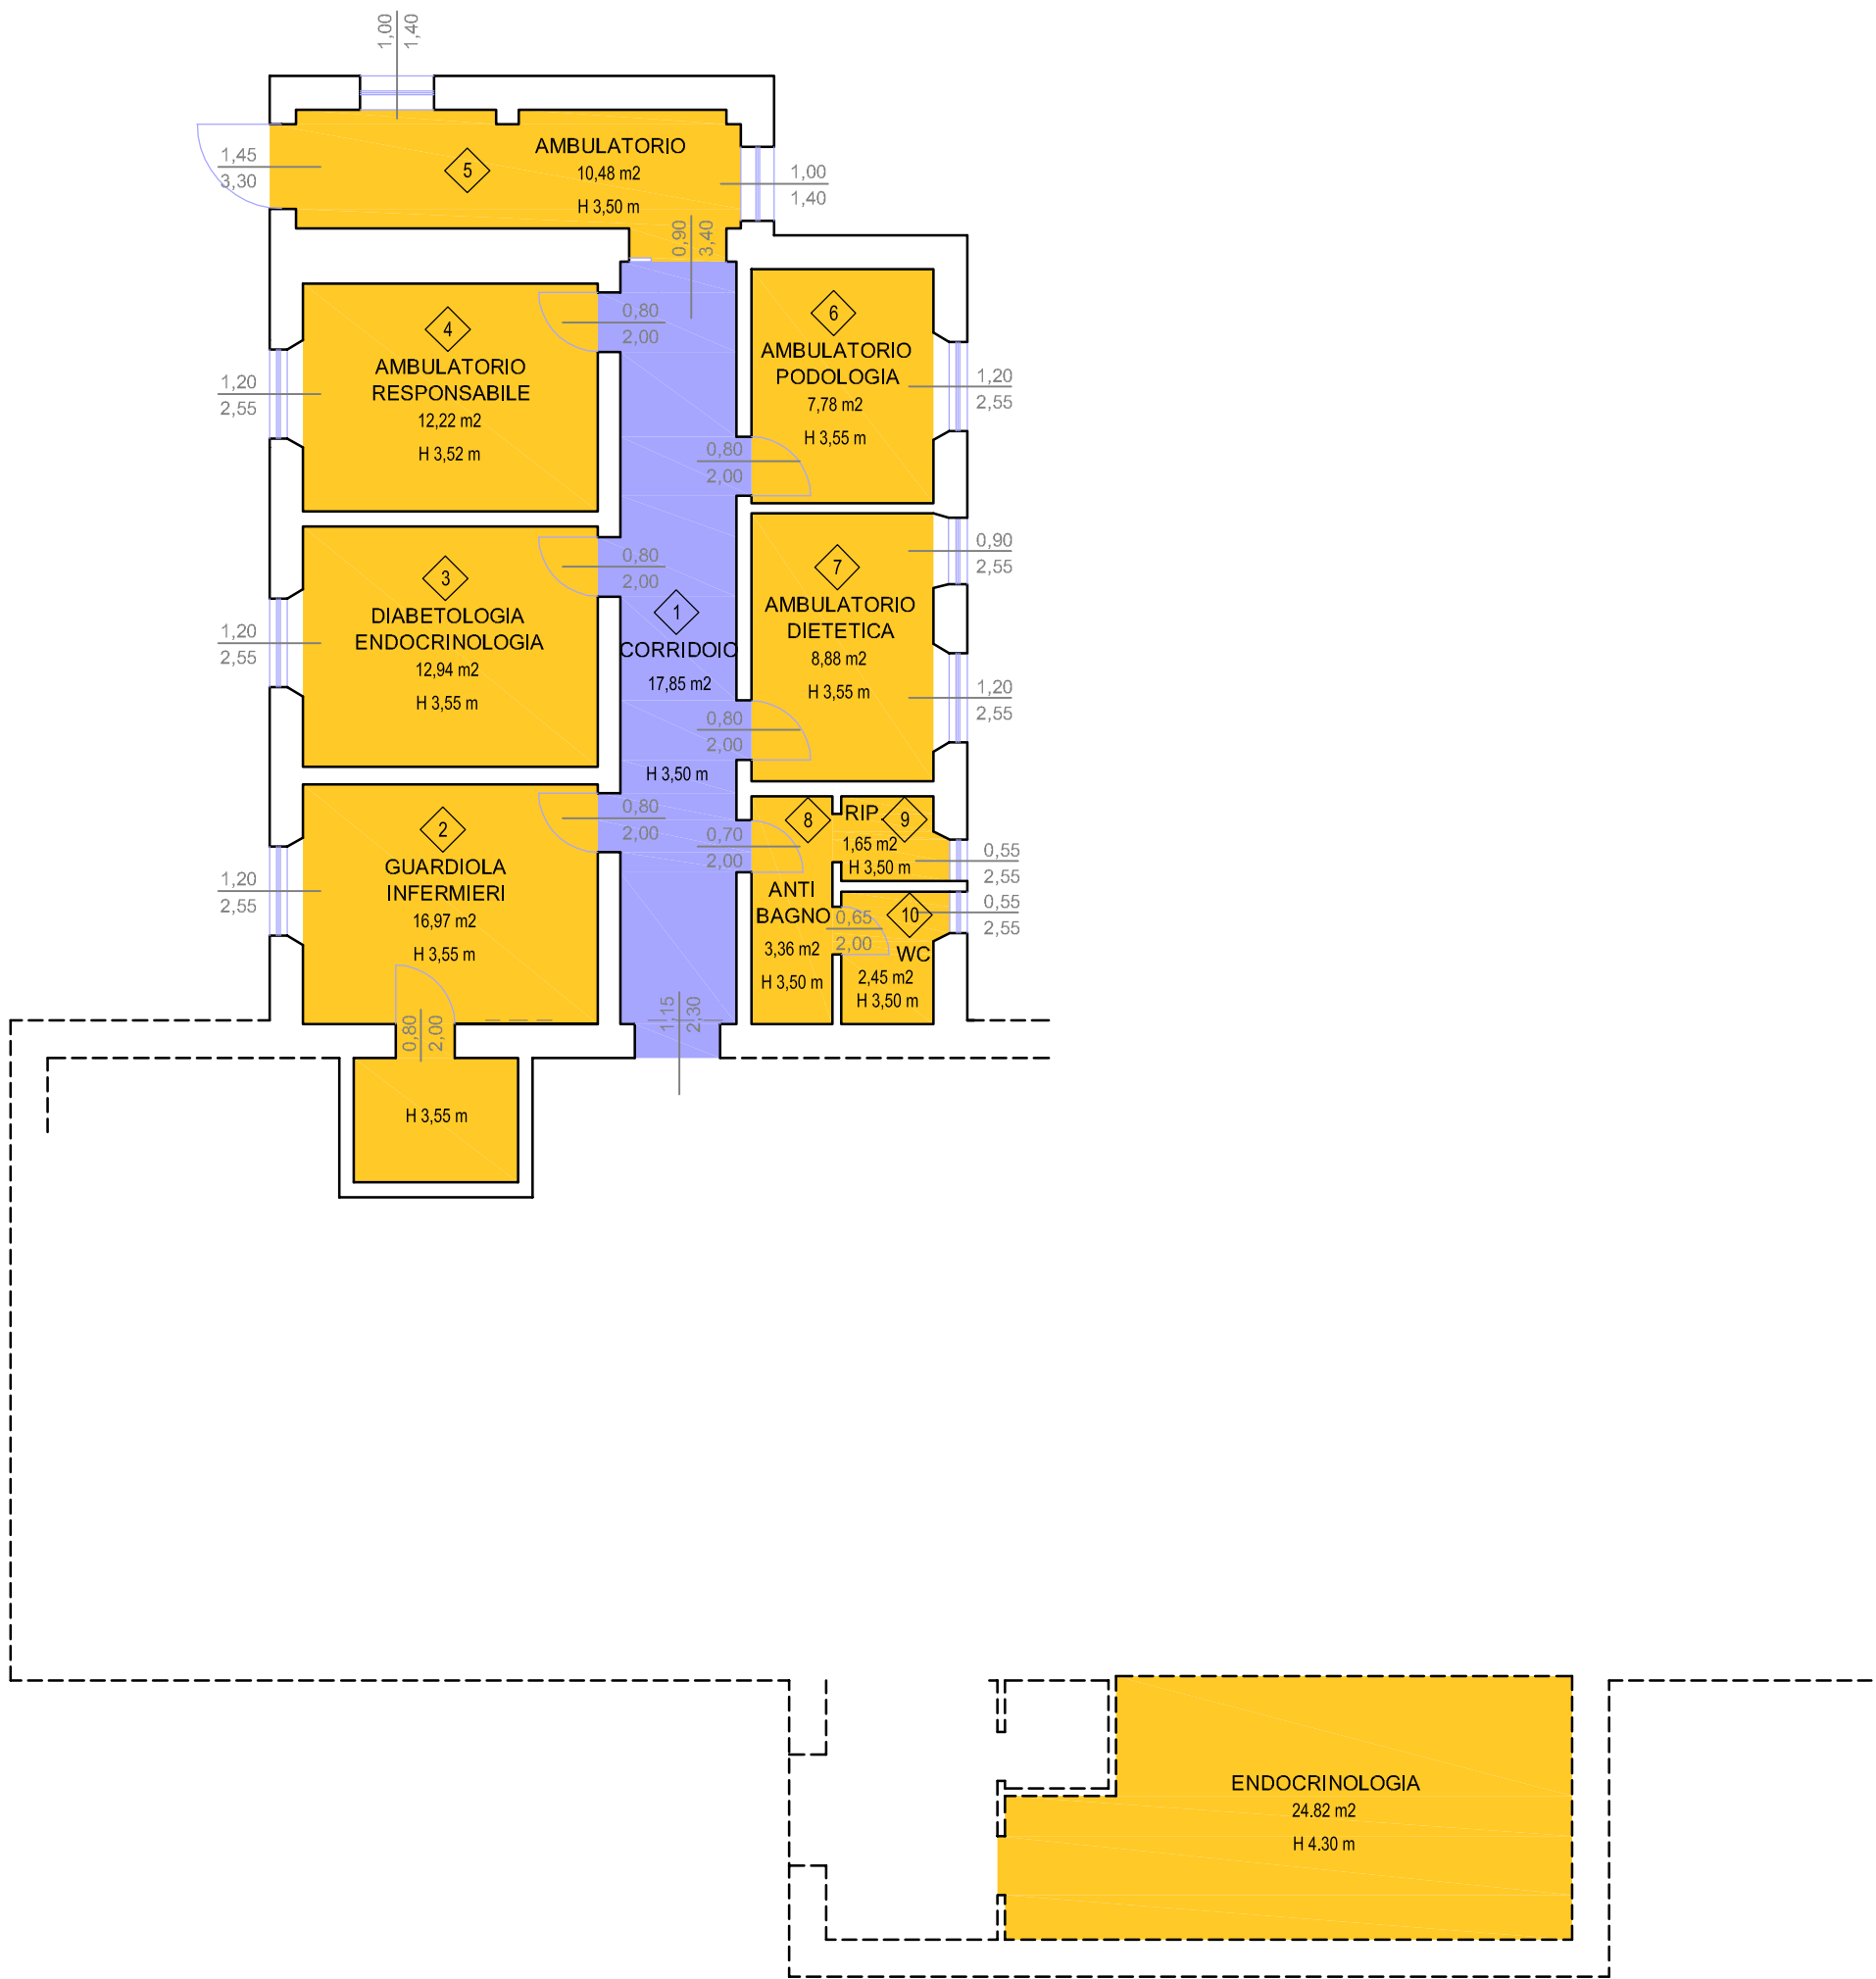 1,00
1,40
1,45
3,30
5
AMBULATORIO
10,48 m2
H 3,50 m
1,00
1,40
0,90
3,40
4
AMBULATORIO
RESPONSABILE
12,22 m2
H 3,52 m
1,20
2,55
0,80
2,00
6
AMBULATORIO
PODOLOGIA
7,78 m2
H 3,55 m
1,20
2,55
0,80
2,00
3
DIABETOLOGIA
ENDOCRINOLOGIA
12,94 m2
H 3,55 m
1,20
2,55
0,80
2,00
1
CORRIDOIO
17,85 m2
H 3,50 m
7
AMBULATORIO
DIETETICA
8,88 m2
H 3,55 m
0,90
2,55
1,20
2,55
0,80
2,00
2
GUARDIOLA
INFERMIERI
16,97 m2
H 3,55 m
1,20
2,55
0,80
2,00
0,70
2,00
8
ANTI
BAGNO
3,36 m2
H 3,50 m
RIP.
9
1,65 m2
H 3,50 m
0,55
2,55
0,55
2,55
10
WC
2,45 m2
H 3,50 m
0,65
2,00
0,80
2,00
1,15
2,30
H 3,55 m
ENDOCRINOLOGIA
24.82 m2
H 4.30 m